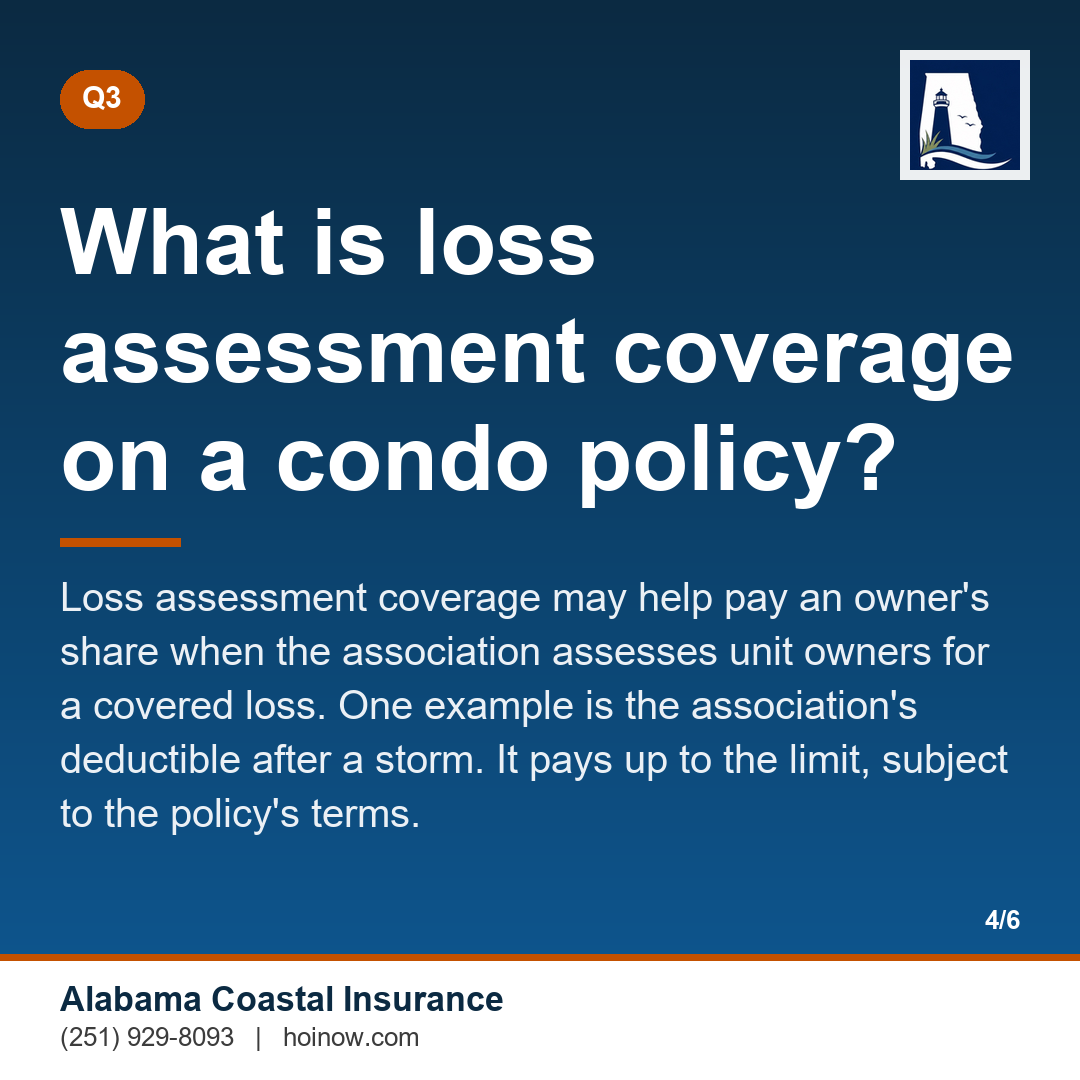 Q3
What is loss
assessment coverage
on a condo policy?
Loss assessment coverage may help pay an owner's
share when the association assesses unit owners for
a covered loss. One example is the association's
deductible after a storm. It pays up to the limit, subject
to the policy's terms.
4/6
Alabama Coastal Insurance
(251) 929-8093 | hoinow.com